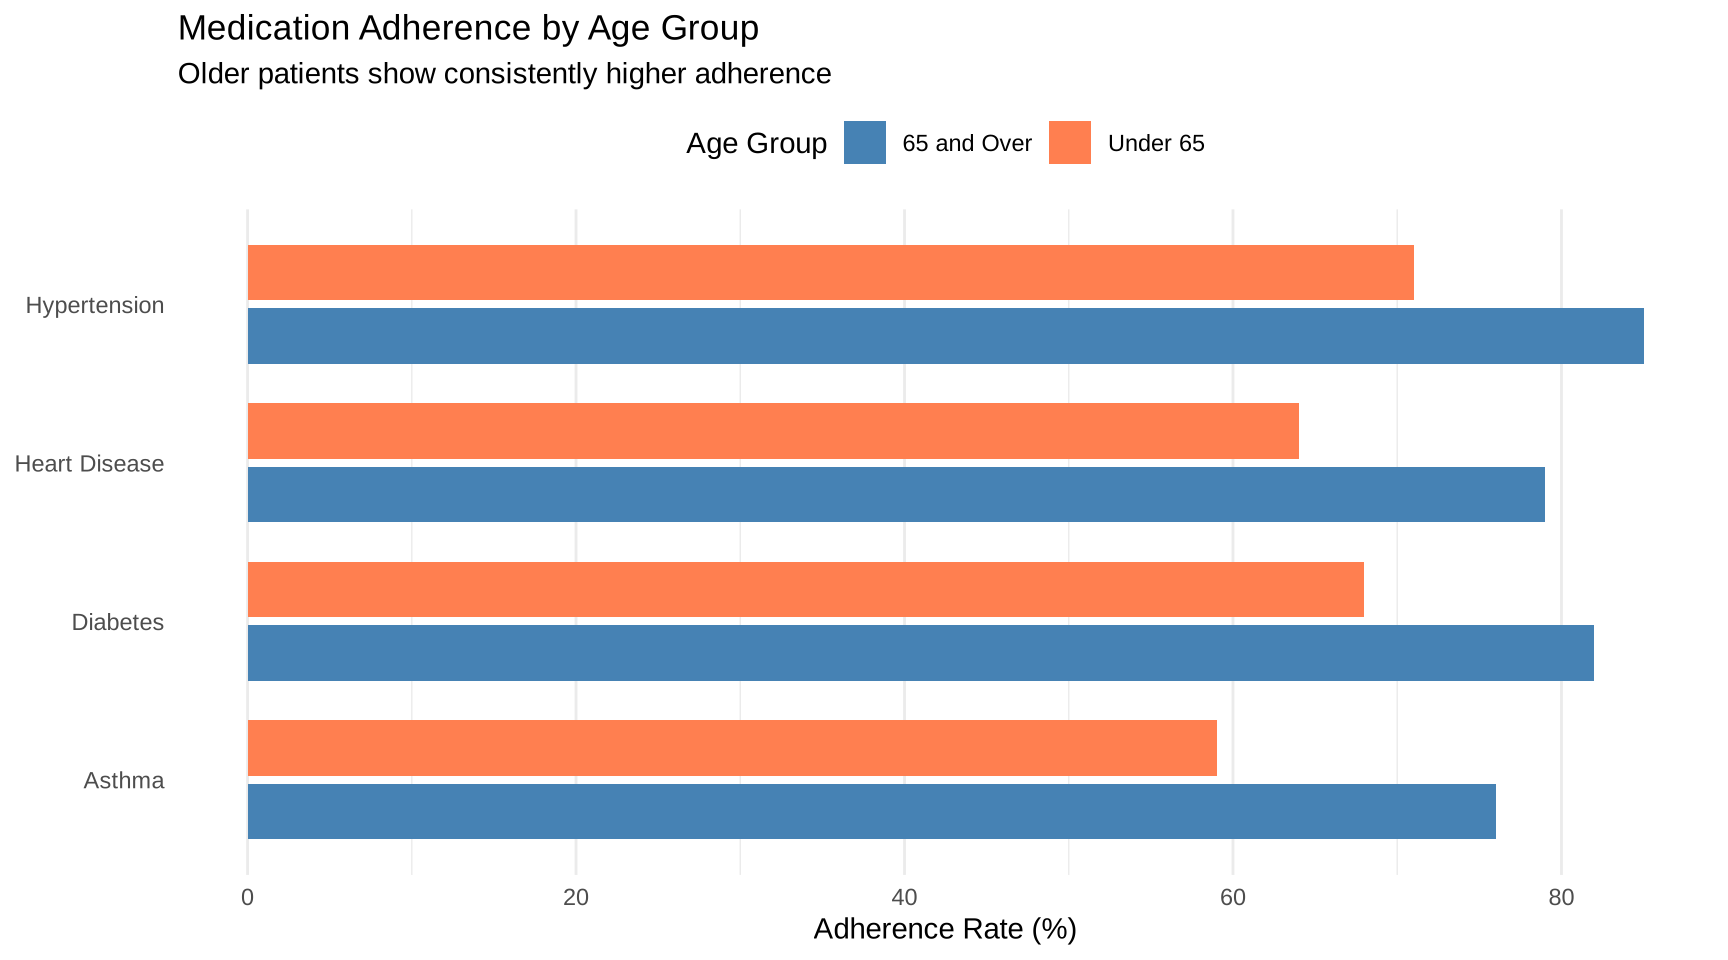 Medication Adherence by Age Group
Older patients show consistently higher adherence
Age Group 65 and Over Under 65
Hypertension
Heart Disease
Diabetes
Asthma
0 20 40 60 80
Adherence Rate (%)